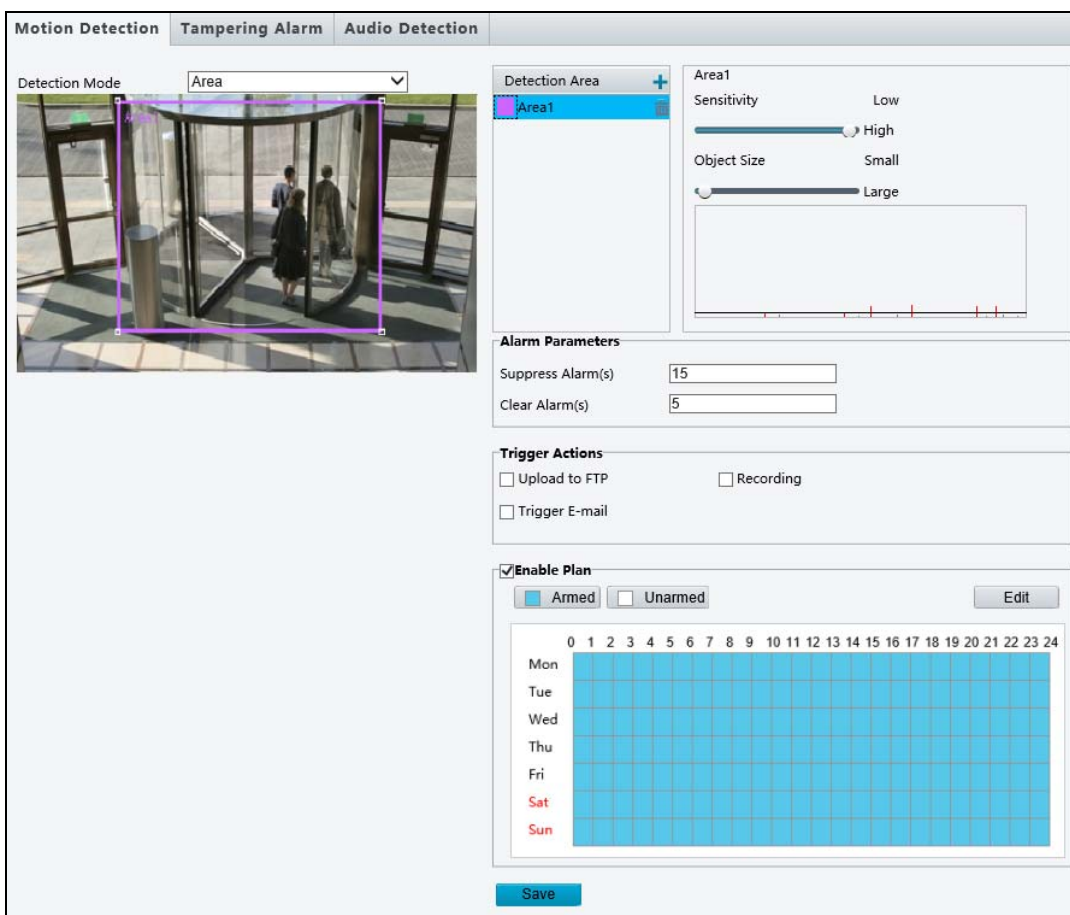 Motion Detection Tampering Alarm Audio Detection
Detection Mode Area
Area1
Detection Area +
Area1
Area1
Sensitivity Low
High
Object Size Small
Large
Alarm Parameters
Suppress Alarm(s) 15
Clear Alarm(s) 5
Trigger Actions
Upload to FTP Recording
Trigger E-mail
Enable Plan
Armed Unarmed Edit
0 1 2 3 4 5 6 7 8 9 10 11 12 13 14 15 16 17 18 19 20 21 22 23 24
Mon
Tue
Wed
Thu
Fri
Sat
Sun
Save